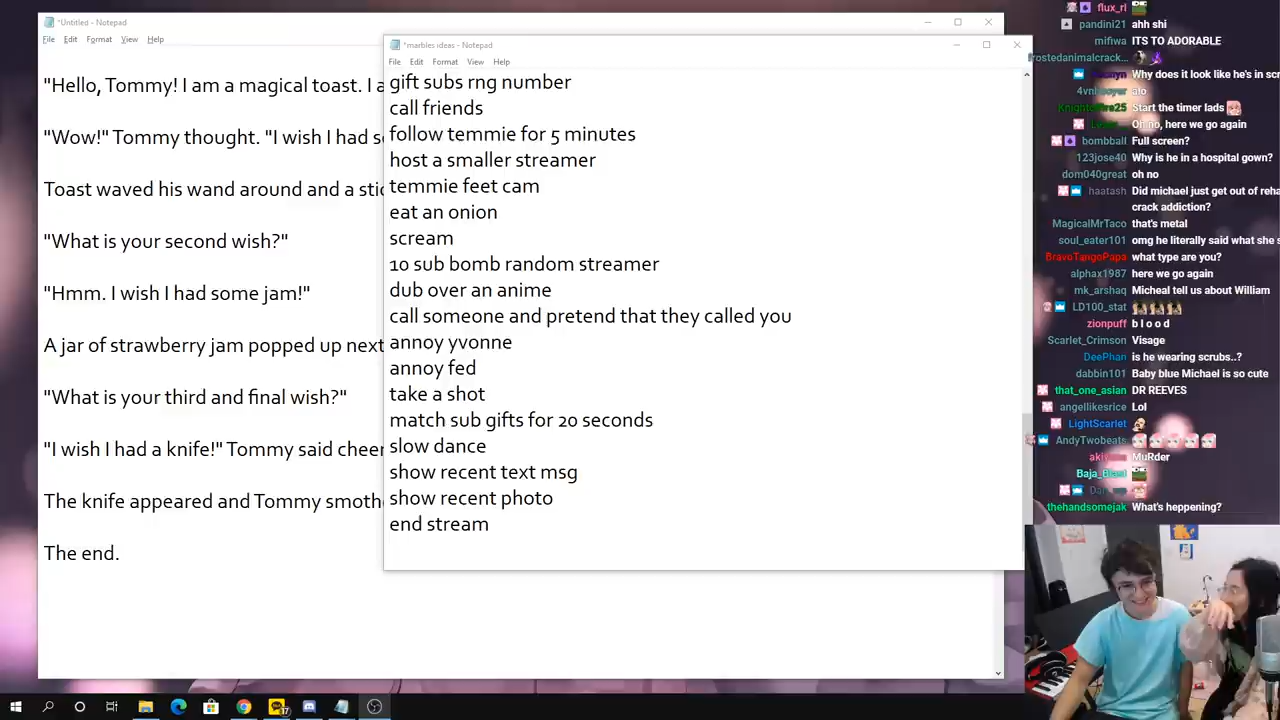 *Untitled - Notepad
File Edit Format View Help
"Hello, Tommy! I am a magical toast. I a
"Wow!" Tommy thought. "I wish I had s
Toast waved his wand around and a sti
"What is your second wish?"
"Hmm. I wish I had some jam!"
A jar of strawberry jam popped up next
"What is your third and final wish?"
"I wish I had a knife!" Tommy said cheer
The knife appeared and Tommy smoth
The end.
*marbles ideas - Notepad
File Edit Format View Help
gift subs rng number
call friends
follow temmie for 5 minutes
host a smaller streamer
temmie feet cam
eat an onion
scream
10 sub bomb random streamer
dub over an anime
call someone and pretend that they called you
annoy yvonne
annoy fed
take a shot
match sub gifts for 20 seconds
slow dance
show recent text msg
show recent photo
end stream
flux_rl
pandini21 ahh shi
mifiwa ITS TO ADORABLE
rostedanimalcrack...
Why does it look like he's in scr
alo
Start the timer lads
Oh no, here we go again
bombball Full screen?
123jose40 Why is he in a hospital gown?
dom040great oh no
haatash Did michael just get out of reha
crack addiction?
MagicalMrTaco that's metal
soul_eater101 omg he literally said what she s
BravoTangoPapa what type are you?
alphax1987 here we go again
mk_arshaq Micheal tell us about William
LD100_stat
zionpuff b l o o d
Scarlet_Crimson Visage
DeePhan is he wearing scrubs..?
dabbin101 Baby blue Michael is so cute
that_one_asian DR REEVES
angellikesrice Lol
LightScarlet
AndyTwobeats
MuRder
thehandsomejak What's heppening?
17